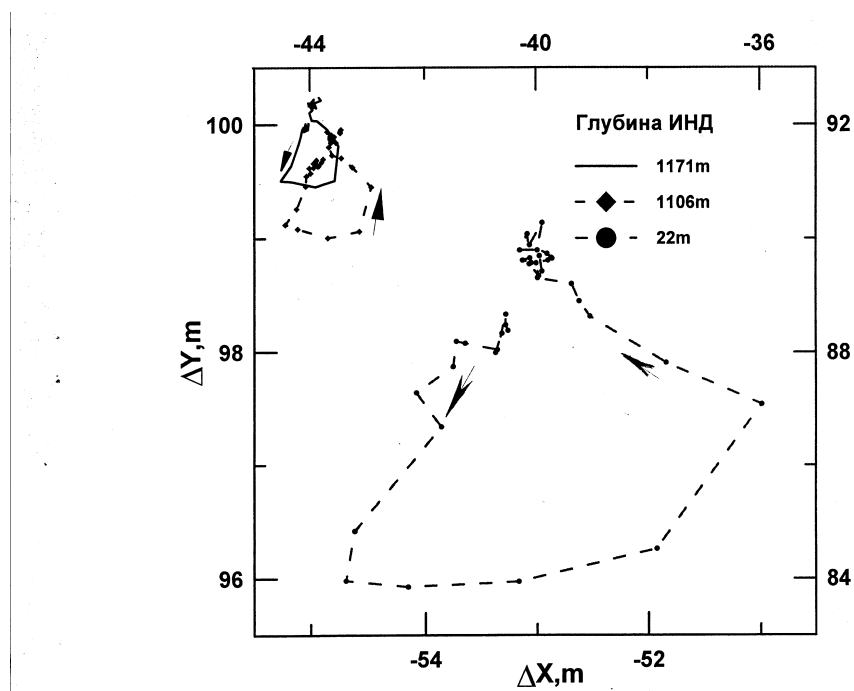 -44 -40 -36
100 92
Глубина ИНД
1171m
1106m
22m
98 88
ΔY,m
96 84
-54 -52
ΔX,m